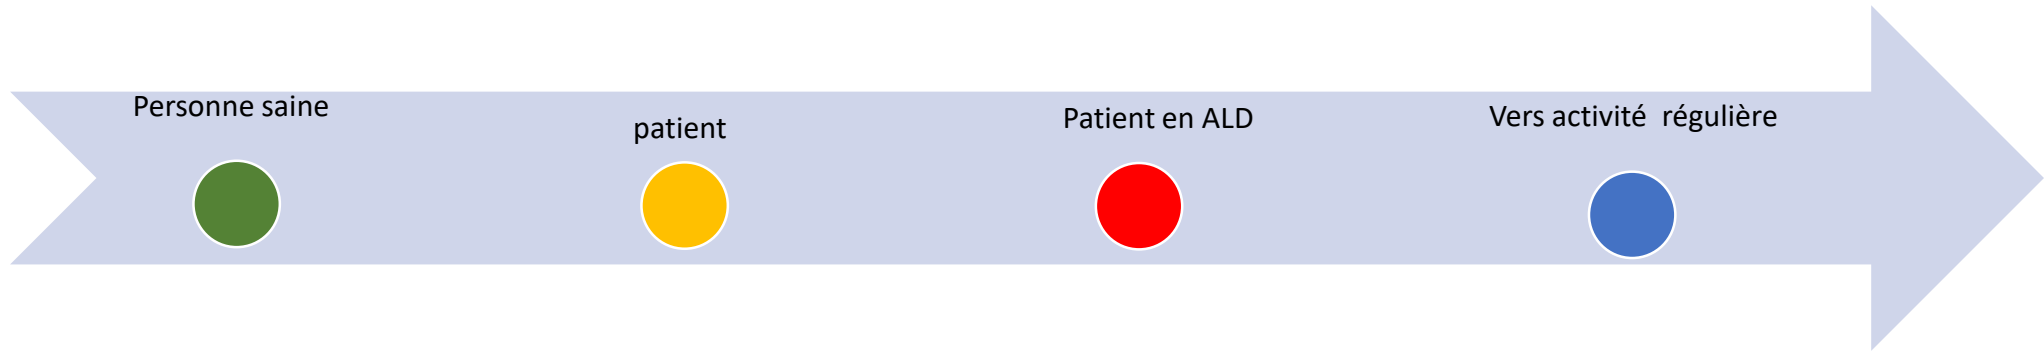 Personne saine
patient
Patient en ALD
Vers activité  régulière